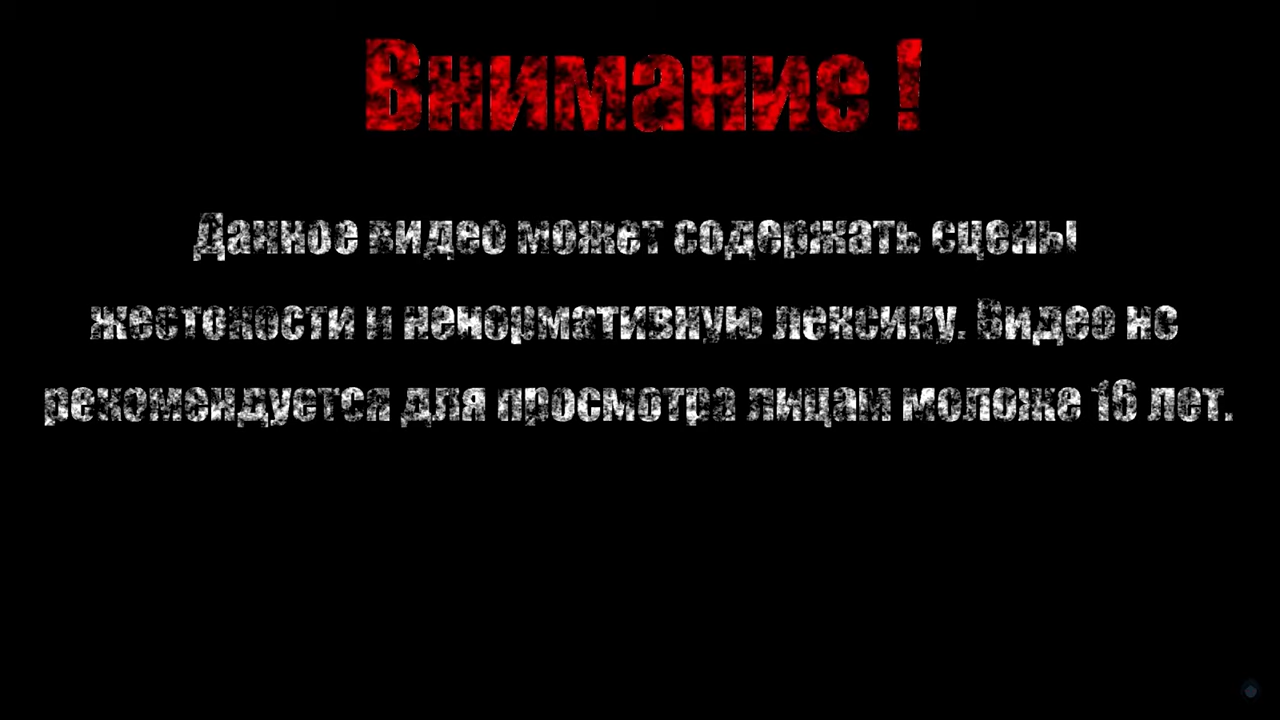 Внимание !
Данное видео может содержать сцены
жестокости и ненормативную лексику. Видео не
рекомендуется для просмотра лицам моложе 16 лет.